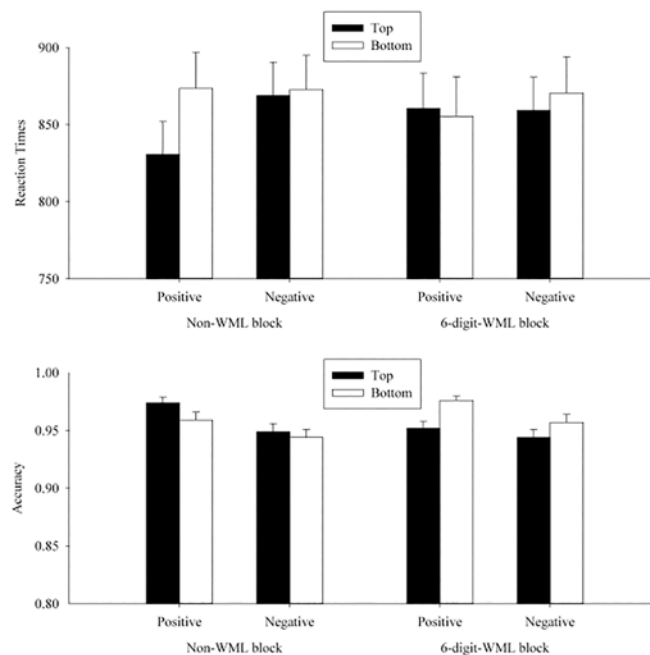 Top
Bottom
900
850
800
750
Reaction Times
Positive Negative Positive Negative
Non-WML block 6-digit-WML block
Top
Bottom
1.00
0.95
0.90
0.85
0.80
Accuracy
Positive Negative Positive Negative
Non-WML block 6-digit-WML block